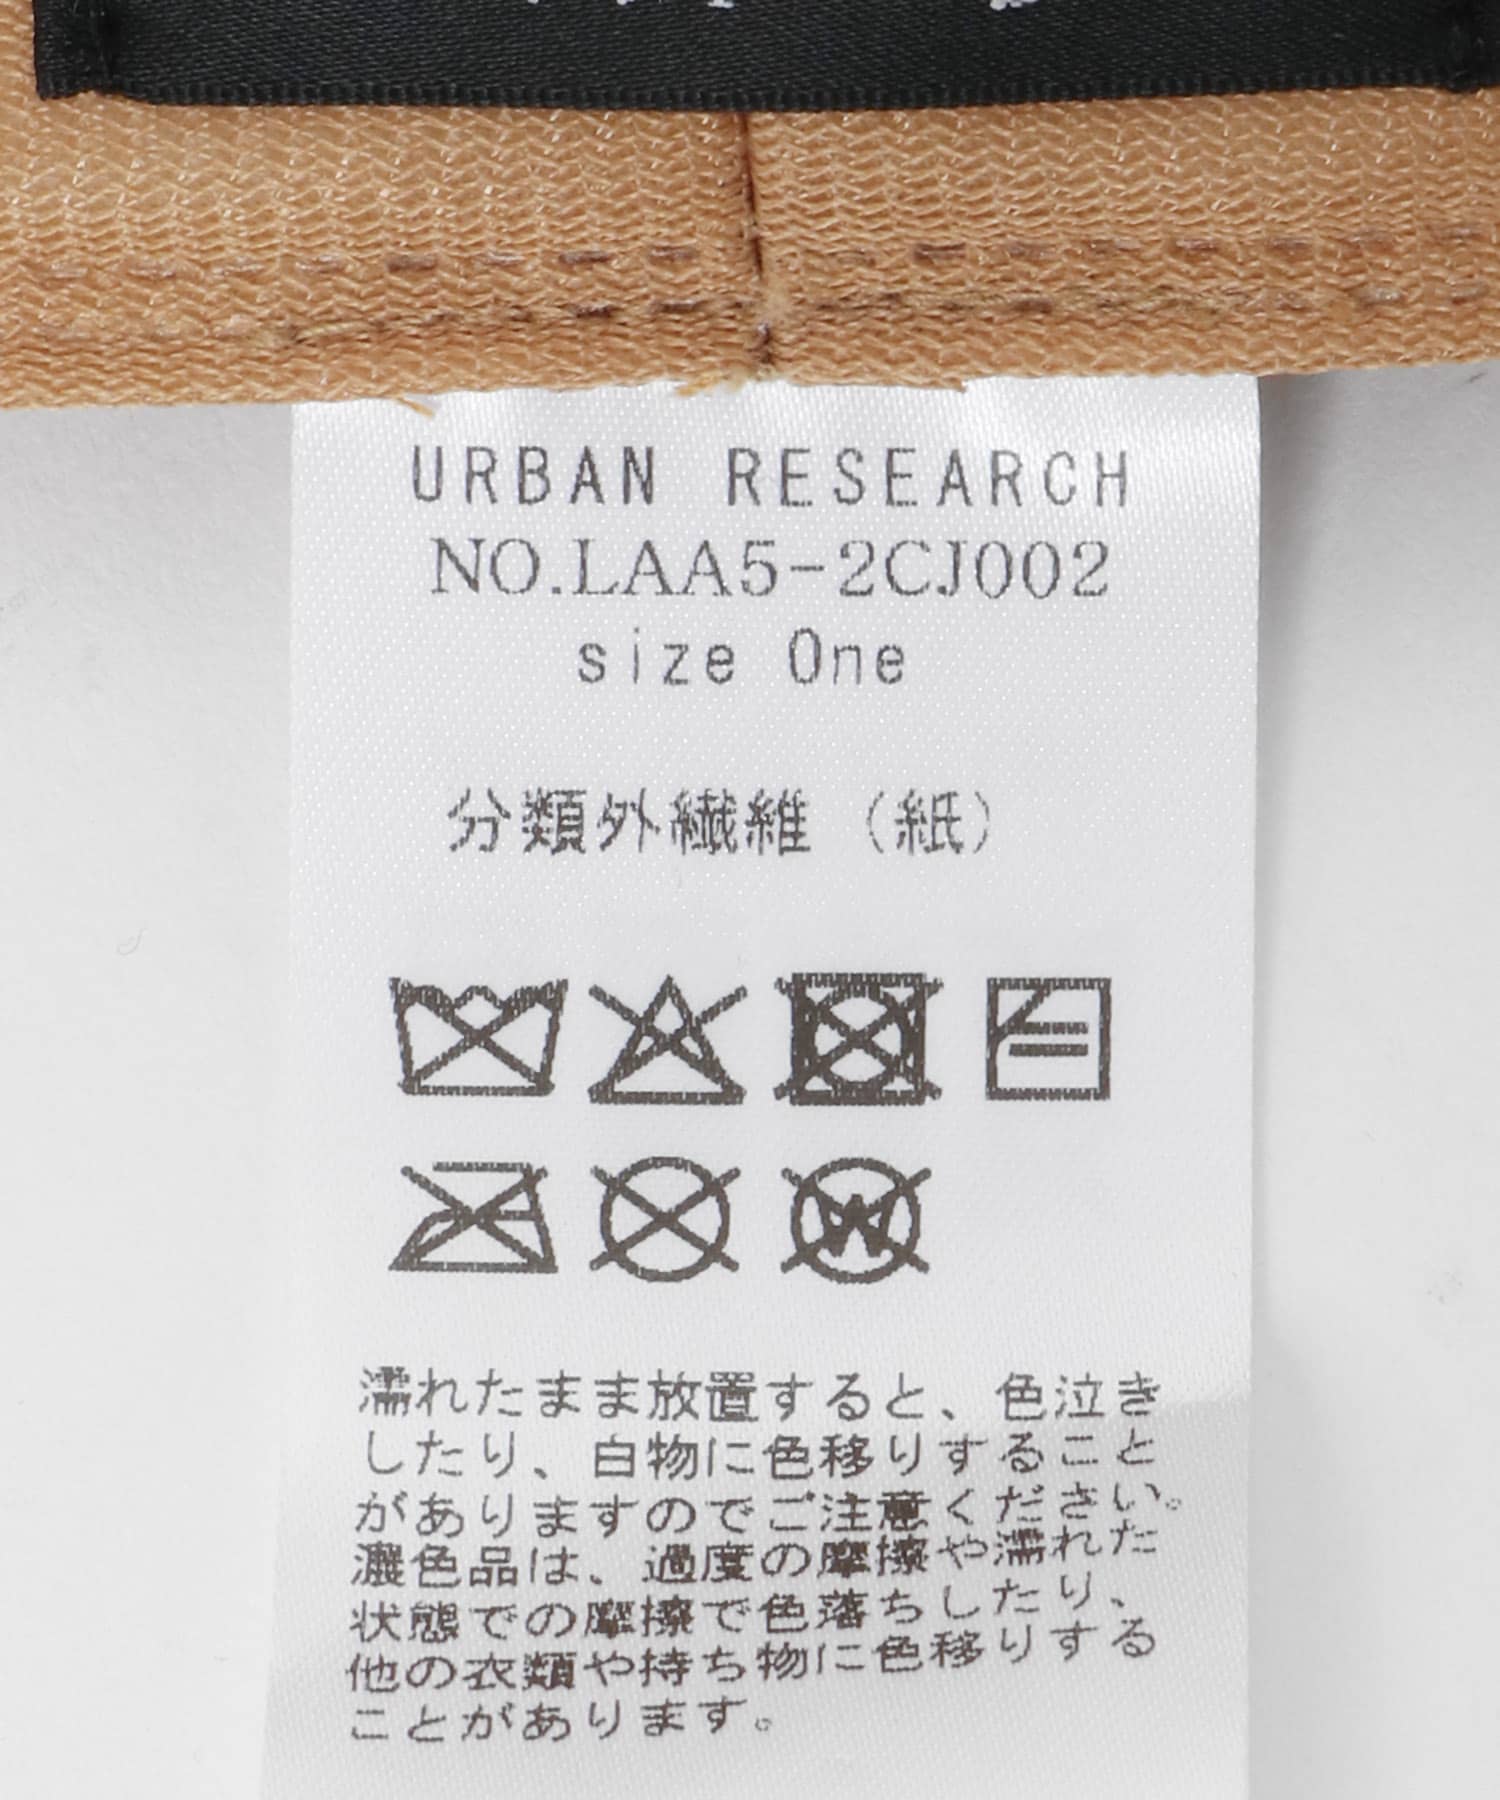 URBAN RESEARCH
NO.LAA5-2CJ002
size One
分類外繊維（紙）
濡れたまま放置すると、色泣き
したり、白物に色移りすること
がありますのでご注意ください。
濃色品は、過度の摩擦や濡れた
状態での摩擦で色落ちしたり、
他の衣類や持ち物に色移りする
ことがあります。